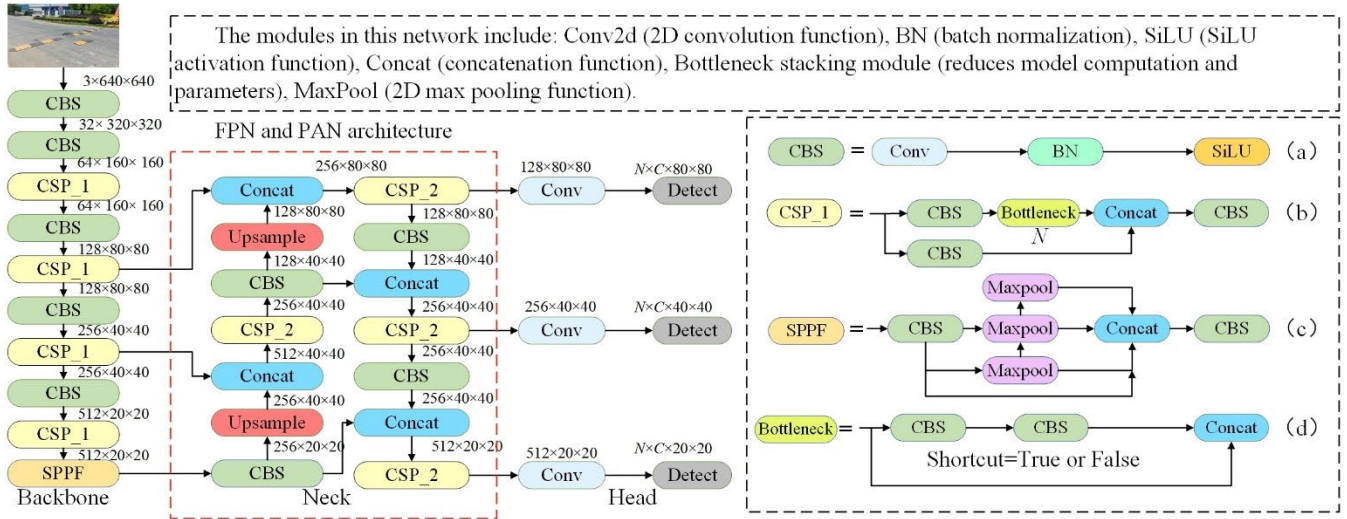 The modules in this network include: Conv2d (2D convolution function), BN (batch normalization), SiLU (SiLU
activation function), Concat (concatenation function), Bottleneck stacking module (reduces model computation and
parameters), MaxPool (2D max pooling function).
3×640×640
CBS
32× 320×320
CBS
64× 160× 160
CSP_1
64× 160× 160
CBS
128×80×80
CSP_1
128×80×80
CBS
256×40×40
CSP_1
256×40×40
CBS
512×20×20
CSP_1
512×20×20
SPPF
Backbone
FPN and PAN architecture
Concat
128×80×80
Upsample
128×40×40
CBS
256×40×40
CSP_2
512×40×40
Concat
256×40×40
Upsample
256×20×20
CBS
Neck
256×80×80
CSP_2
128×80×80
CBS
128×40×40
Concat
256×40×40
CSP_2
256×40×40
CBS
256×40×40
Concat
512×20×20
CSP_2
128×80×80
Conv
N×C×80×80
Detect
256×40×40
Conv
N×C×40×40
Detect
512×20×20
Conv
N×C×20×20
Detect
Head
CBS = Conv BN SiLU (a)
CSP_1 = CBS Bottleneck Concat CBS (b)
N
CBS
Maxpool
SPPF = CBS Maxpool Concat CBS (c)
Maxpool
Bottleneck = CBS CBS Concat (d)
Shortcut=True or False